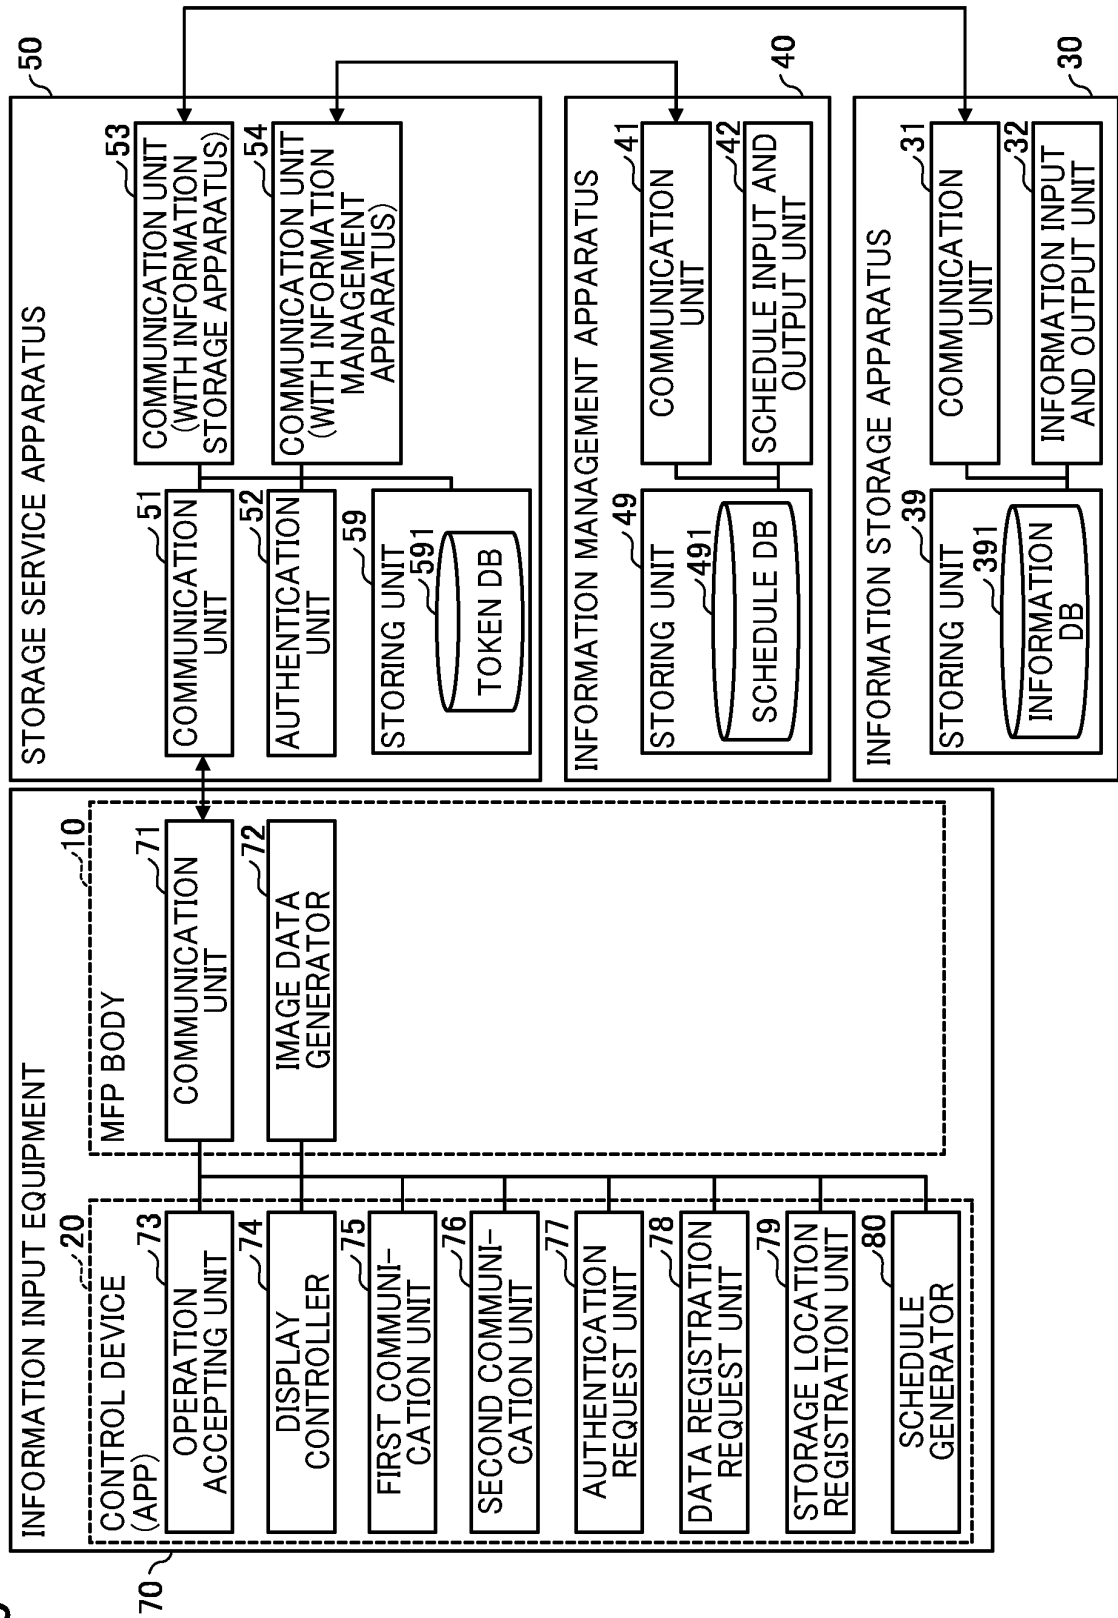 INFORMATION INPUT EQUIPMENT
70
20
CONTROL DEVICE
(APP)
73
OPERATION
ACCEPTING UNIT
74
DISPLAY
CONTROLLER
75
FIRST COMMUNI-
CATION UNIT
76
SECOND COMMUNI-
CATION UNIT
77
AUTHENTICATION
REQUEST UNIT
78
DATA REGISTRATION
REQUEST UNIT
79
STORAGE LOCATION
REGISTRATION UNIT
80
SCHEDULE
GENERATOR
10
MFP BODY
71
COMMUNICATION
UNIT
72
IMAGE DATA
GENERATOR
50
STORAGE SERVICE APPARATUS
51
COMMUNICATION
UNIT
52
AUTHENTICATION
UNIT
59
STORING UNIT
591
TOKEN DB
53
COMMUNICATION UNIT
(WITH INFORMATION
STORAGE APPARATUS)
54
COMMUNICATION UNIT
(WITH INFORMATION
MANAGEMENT
APPARATUS)
40
INFORMATION MANAGEMENT APPARATUS
49
STORING UNIT
491
SCHEDULE DB
41
COMMUNICATION
UNIT
42
SCHEDULE INPUT AND
OUTPUT UNIT
30
INFORMATION STORAGE APPARATUS
39
STORING UNIT
391
INFORMATION
DB
31
COMMUNICATION
UNIT
32
INFORMATION INPUT
AND OUTPUT UNIT